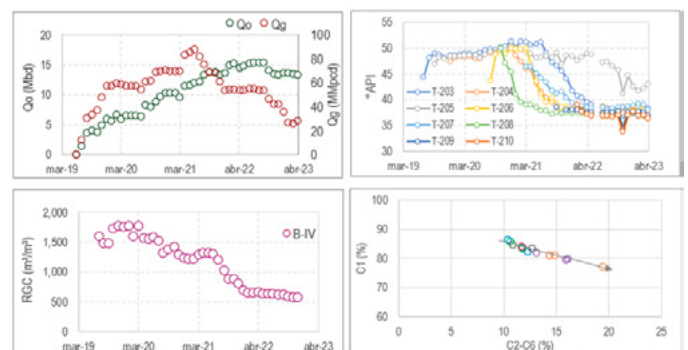 Qo Qg
20 100
15 80
60
10
40
5
20
0 0
Qo (Mbd)
Qg (MMpcd)
mar-19 mar-20 mar-21 abr-22 abr-23
55
50
45
40
35
30
°API
T-203 T-204
T-205 T-206
T-207 T-208
T-209 T-210
mar-19 mar-20 mar-21 abr-22 abr-23
2,000
1,500
1,000
500
0
RGC (m³/m³)
B-IV
mar-19 mar-20 mar-21 abr-22 abr-23
100
90
80
70
60
C1 (%)
0 5 10 15 20 25
C2-C6 (%)